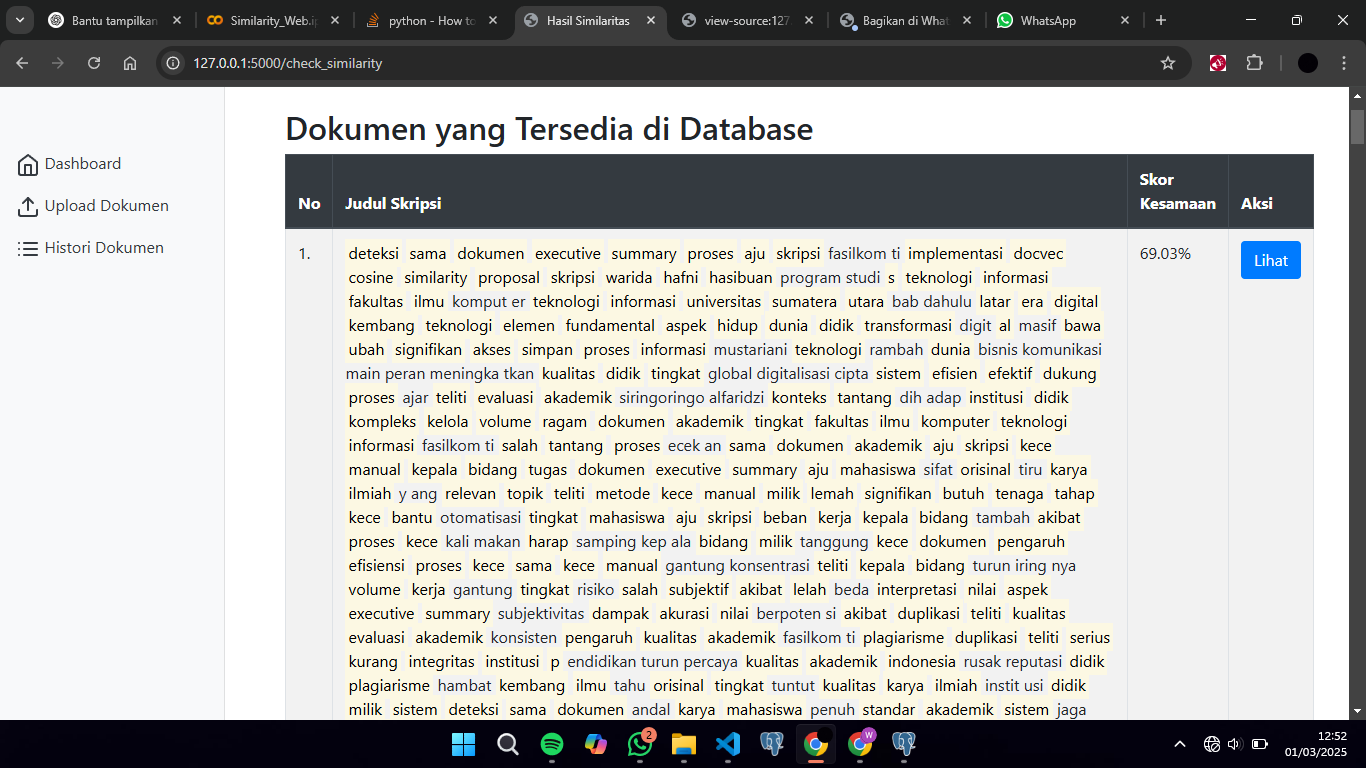 Bantu tampilkan
Similarity_Web.ip
python - How to
Hasil Similaritas
view-source:127
Bagikan di What
WhatsApp
127.0.0.1:5000/check_similarity
Dashboard
Upload Dokumen
Histori Dokumen
Dokumen yang Tersedia di Database
No
Judul Skripsi
Skor
Kesamaan
Aksi
1.
deteksi sama dokumen executive summary proses aju skripsi fasilkom ti implementasi docvec
cosine similarity proposal skripsi warida hafni hasibuan program studi s teknologi informasi
fakultas ilmu komput er teknologi informasi universitas sumatera utara bab dahulu latar era digital
kembang teknologi elemen fundamental aspek hidup dunia didik transformasi digit al masif bawa
ubah signifikan akses simpan proses informasi mustariani teknologi rambah dunia bisnis komunikasi
main peran meningka tkan kualitas didik tingkat global digitalisasi cipta sistem efisien efektif dukung
proses ajar teliti evaluasi akademik siringoringo alfaridzi konteks tantang dih adap institusi didik
kompleks kelola volume ragam dokumen akademik tingkat fakultas ilmu komputer teknologi
informasi fasilkom ti salah tantang proses ecek an sama dokumen akademik aju skripsi kece
manual kepala bidang tugas dokumen executive summary aju mahasiswa sifat orisinal tiru karya
ilmiah y ang relevan topik teliti metode kece manual milik lemah signifikan butuh tenaga tahap
kece bantu otomatisasi tingkat mahasiswa aju skripsi beban kerja kepala bidang tambah akibat
proses kece kali makan harap samping kep ala bidang milik tanggung kece dokumen pengaruh
efisiensi proses kece sama kece manual gantung konsentrasi teliti kepala bidang turun iring nya
volume kerja gantung tingkat risiko salah subjektif akibat lelah beda interpretasi nilai aspek
executive summary subjektivitas dampak akurasi nilai berpoten si akibat duplikasi teliti kualitas
evaluasi akademik konsisten pengaruh kualitas akademik fasilkom ti plagiarisme duplikasi teliti serius
kurang integritas institusi p endidikan turun percaya kualitas akademik indonesia rusak reputasi didik
plagiarisme hambat kembang ilmu tahu orisinal tingkat tuntut kualitas karya ilmiah instit usi didik
milik sistem deteksi sama dokumen andal karya mahasiswa penuh standar akademik sistem jaga
69.03%
Lihat
2
W
12:52
01/03/2025